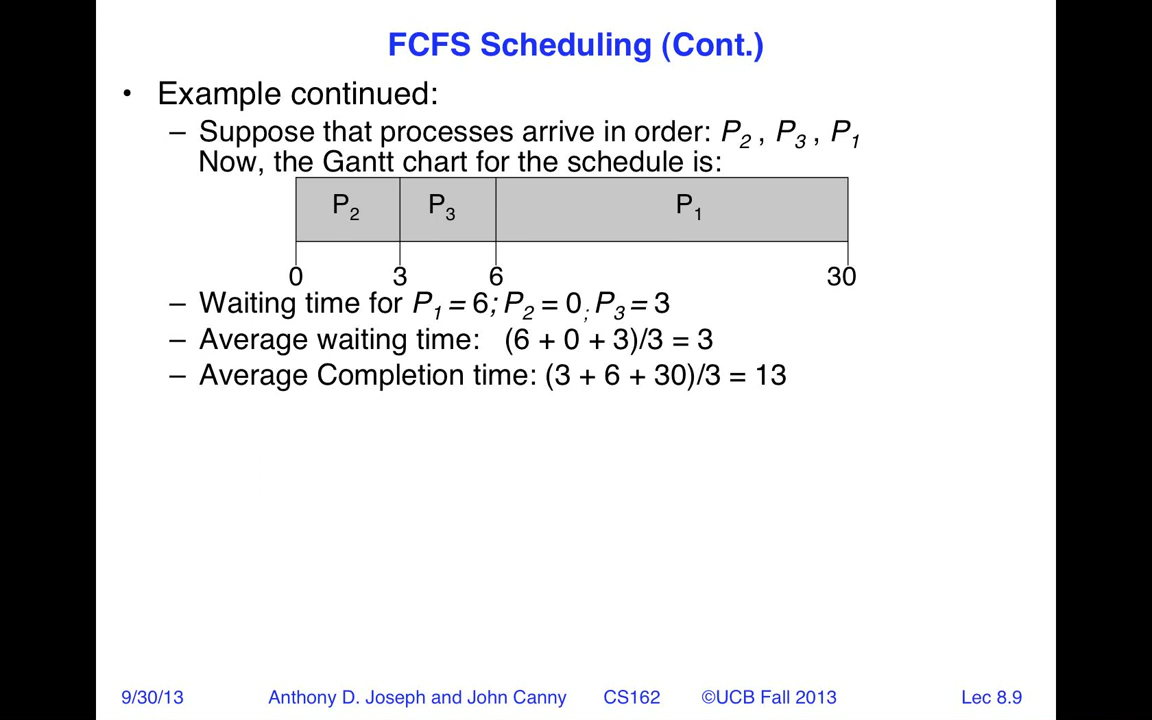 FCFS Scheduling (Cont.)
• Example continued:
– Suppose that processes arrive in order: P2 , P3 , P1
Now, the Gantt chart for the schedule is:
P2 P3 P1
0 3 6 30
– Waiting time for P1 = 6; P2 = 0; P3 = 3
– Average waiting time: (6 + 0 + 3)/3 = 3
– Average Completion time: (3 + 6 + 30)/3 = 13
9/30/13 Anthony D. Joseph and John Canny CS162 ©UCB Fall 2013 Lec 8.9